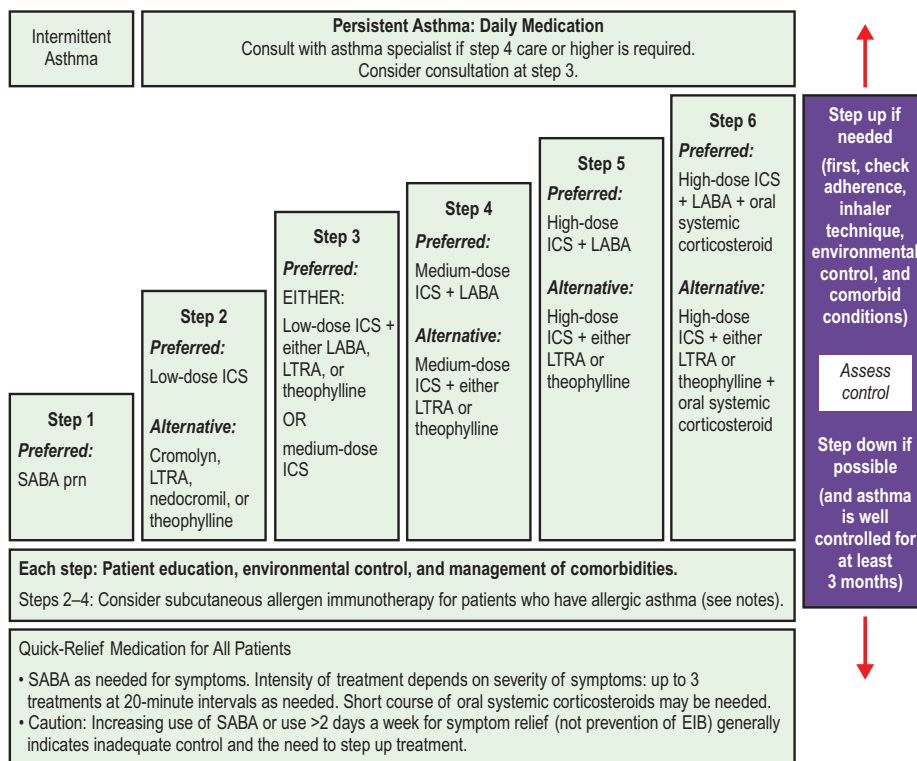 Intermittent
Asthma
Persistent Asthma: Daily Medication
Consult with asthma specialist if step 4 care or higher is required.
Consider consultation at step 3.
Step 1
Preferred:
SABA prn
Step 2
Preferred:
Low-dose ICS
Alternative:
Cromolyn,
LTRA,
nedocromil, or
theophylline
Step 3
Preferred:
EITHER:
Low-dose ICS +
either LABA,
LTRA, or
theophylline
OR
medium-dose
ICS
Step 4
Preferred:
Medium-dose
ICS + LABA
Alternative:
Medium-dose
ICS + either
LTRA or
theophylline
Step 5
Preferred:
High-dose
ICS + LABA
Alternative:
High-dose
ICS + either
LTRA or
theophylline
Step 6
Preferred:
High-dose ICS
+ LABA + oral
systemic
corticosteroid
Alternative:
High-dose
ICS + either
LTRA or
theophylline +
oral systemic
corticosteroid
Step up if
needed
(first, check
adherence,
inhaler
technique,
environmental
control, and
comorbid
conditions)
Assess
control
Step down if
possible
(and asthma
is well
controlled for
at least
3 months)
Each step: Patient education, environmental control, and management of comorbidities.
Steps 2–4: Consider subcutaneous allergen immunotherapy for patients who have allergic asthma (see notes).
Quick-Relief Medication for All Patients
• SABA as needed for symptoms. Intensity of treatment depends on severity of symptoms: up to 3
treatments at 20-minute intervals as needed. Short course of oral systemic corticosteroids may be needed.
• Caution: Increasing use of SABA or use >2 days a week for symptom relief (not prevention of EIB) generally
indicates inadequate control and the need to step up treatment.